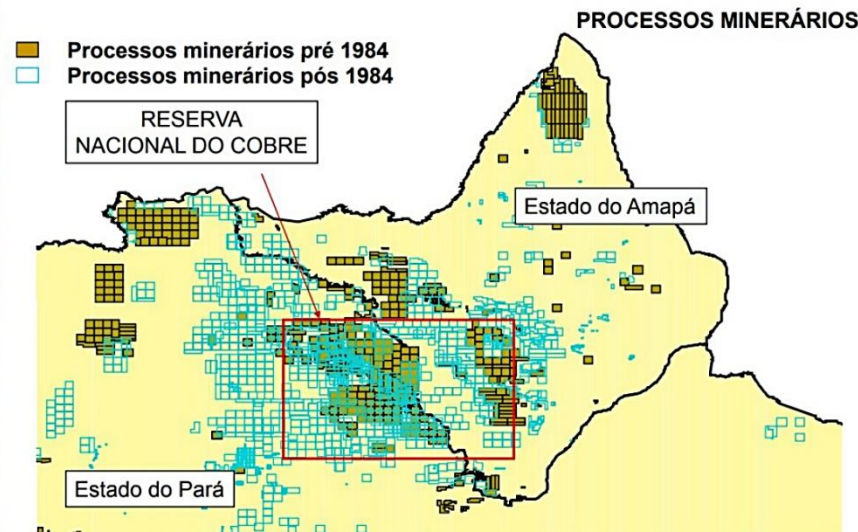 PROCESSOS MINERÁRIOS
Processos minerários pré 1984
Processos minerários pós 1984
RESERVA
NACIONAL DO COBRE
Estado do Amapá
Estado do Pará